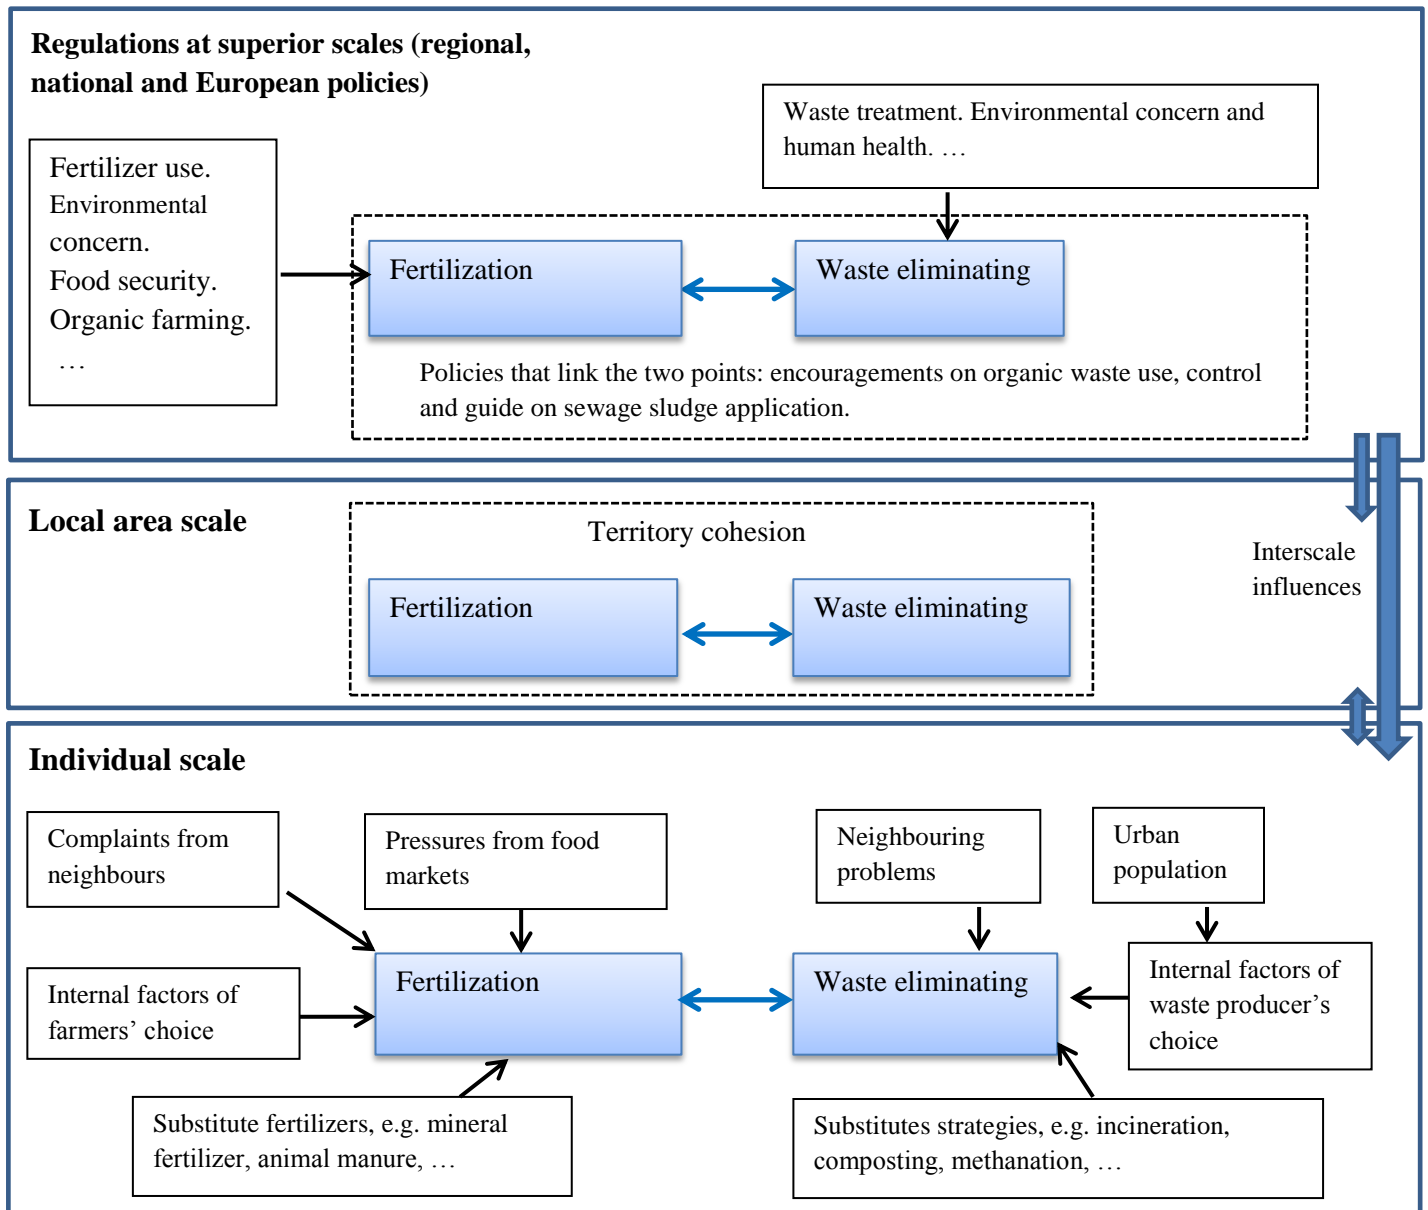 Regulations at superior scales (regional,
national and European policies)
Waste treatment. Environmental concern and
human health. …
Fertilizer use.
Environmental
concern.
Food security.
Organic farming.
…
Fertilization
Waste eliminating
Policies that link the two points: encouragements on organic waste use, control
and guide on sewage sludge application.
Local area scale
Territory cohesion
Fertilization
Waste eliminating
Interscale
influences
Individual scale
Complaints from
neighbours
Pressures from food
markets
Neighbouring
problems
Urban
population
Internal factors of
farmers’ choice
Fertilization
Waste eliminating
Internal factors of
waste producer’s
choice
Substitute fertilizers, e.g. mineral
fertilizer, animal manure, …
Substitutes strategies, e.g. incineration,
composting, methanation, …